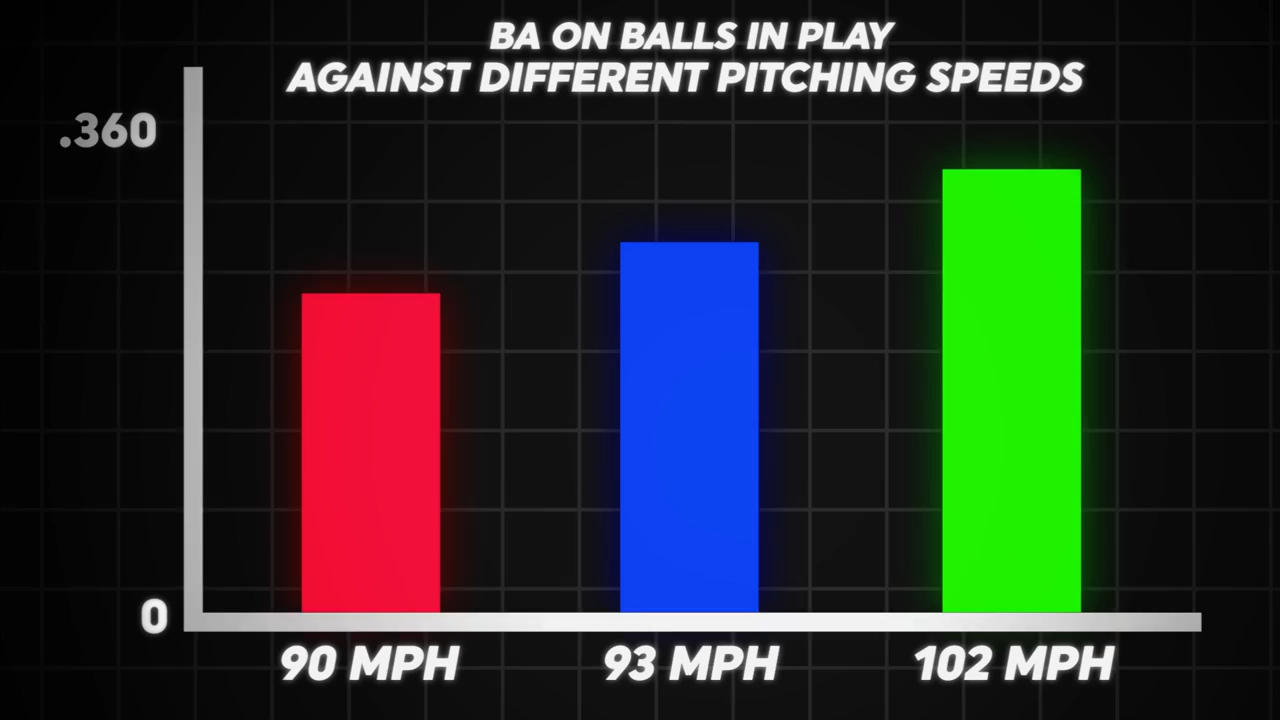 BA ON BALLS IN PLAY
AGAINST DIFFERENT PITCHING SPEEDS
.360
0
90 MPH
93 MPH
102 MPH